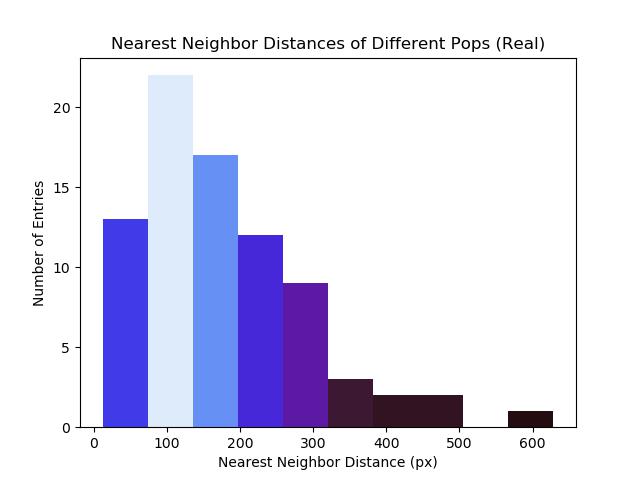 Nearest Neighbor Distances of Different Pops (Real)
20
15
10
5
0
Number of Entries
0 100 200 300 400 500 600
Nearest Neighbor Distance (px)